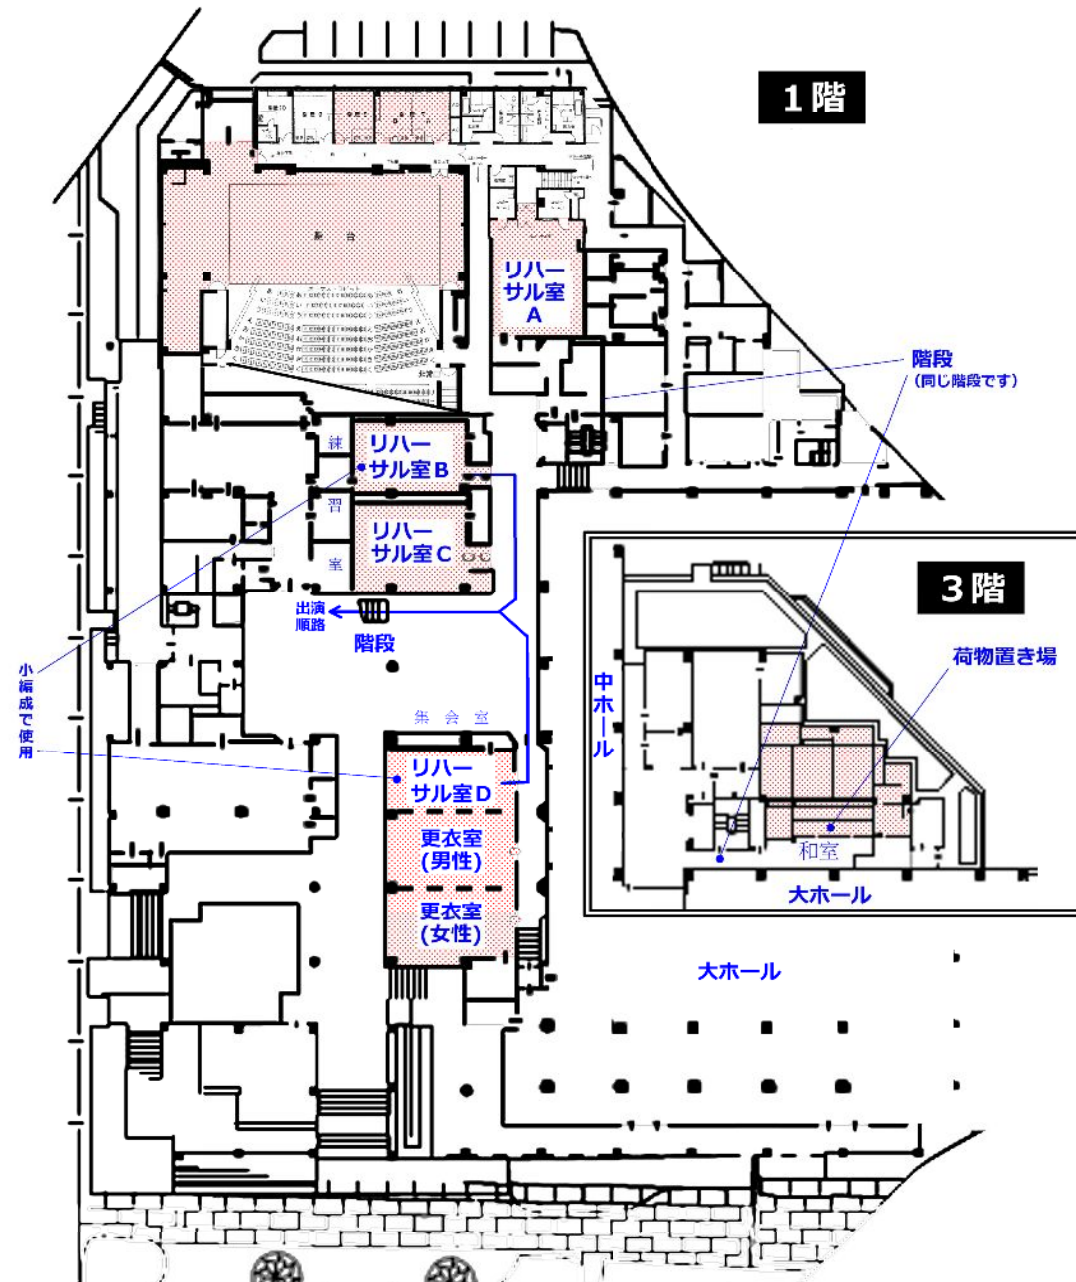 １階
舞台
リハー
サル室
A
階段
（同じ階段です）
練
習
室
リハー
サル室B
リハー
サル室C
出演
順路
階段
小編成で使用
集会室
リハー
サル室D
更衣室
(男性)
更衣室
(女性)
３階
荷物置き場
中ホール
和室
大ホール
大ホール